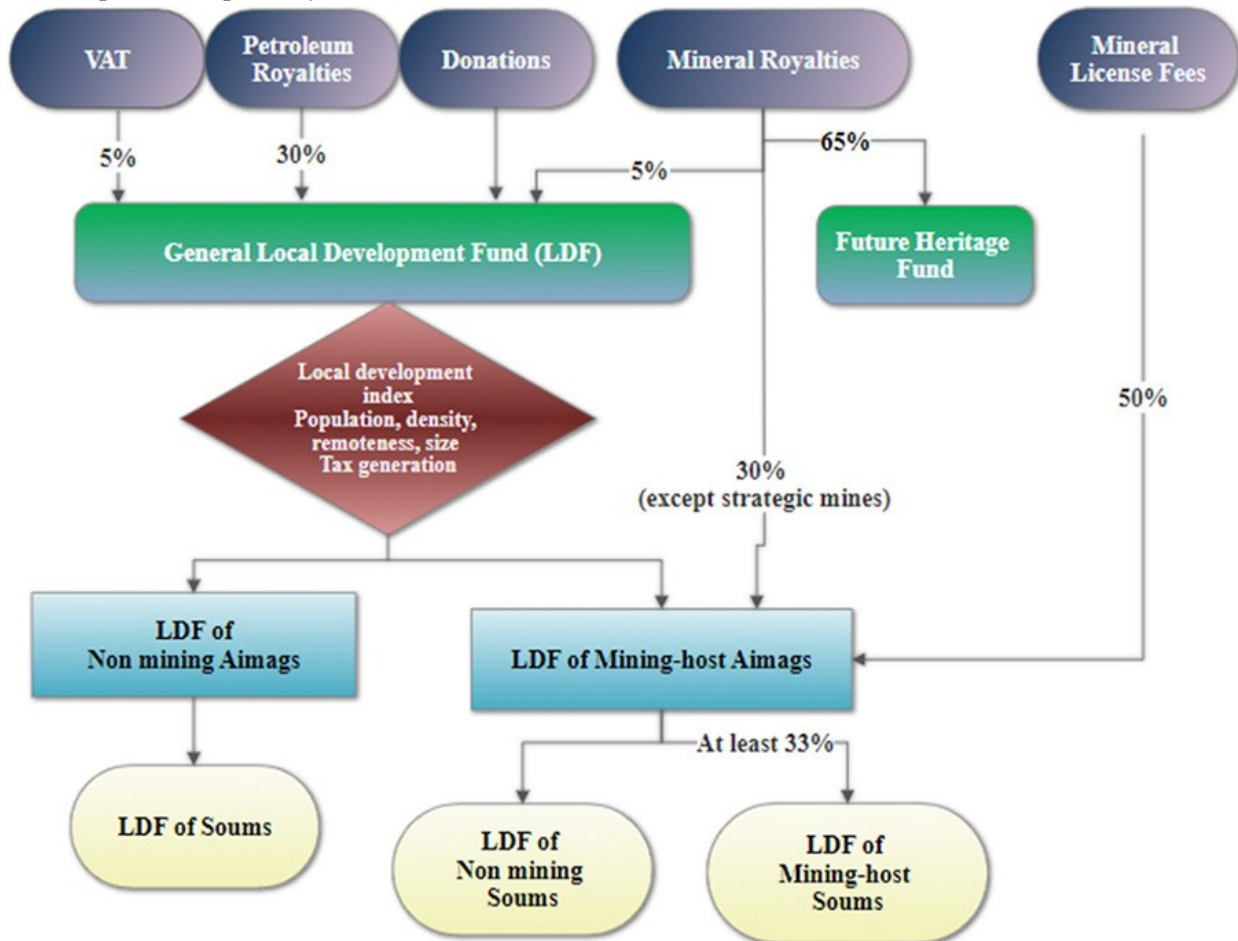 VAT
Petroleum
Royalties
Donations
Mineral Royalties
Mineral
License Fees
5%
30%
5%
65%
General Local Development Fund (LDF)
Future Heritage
Fund
Local development
index
Population, density,
remoteness, size
Tax generation
50%
30%
(except strategic mines)
LDF of
Non mining Aimags
LDF of Mining-host Aimags
At least 33%
LDF of Soums
LDF of
Non mining
Soums
LDF of
Mining-host
Soums